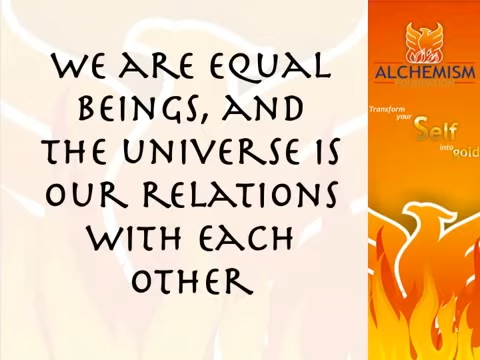 WE ARE EQUAL
BEINGS, AND
THE UNIVERSE IS
OUR RELATIONS
WITH EACH
OTHER
ALCHEMISM
FOUNDATION
Transform
your
Self
into
gold